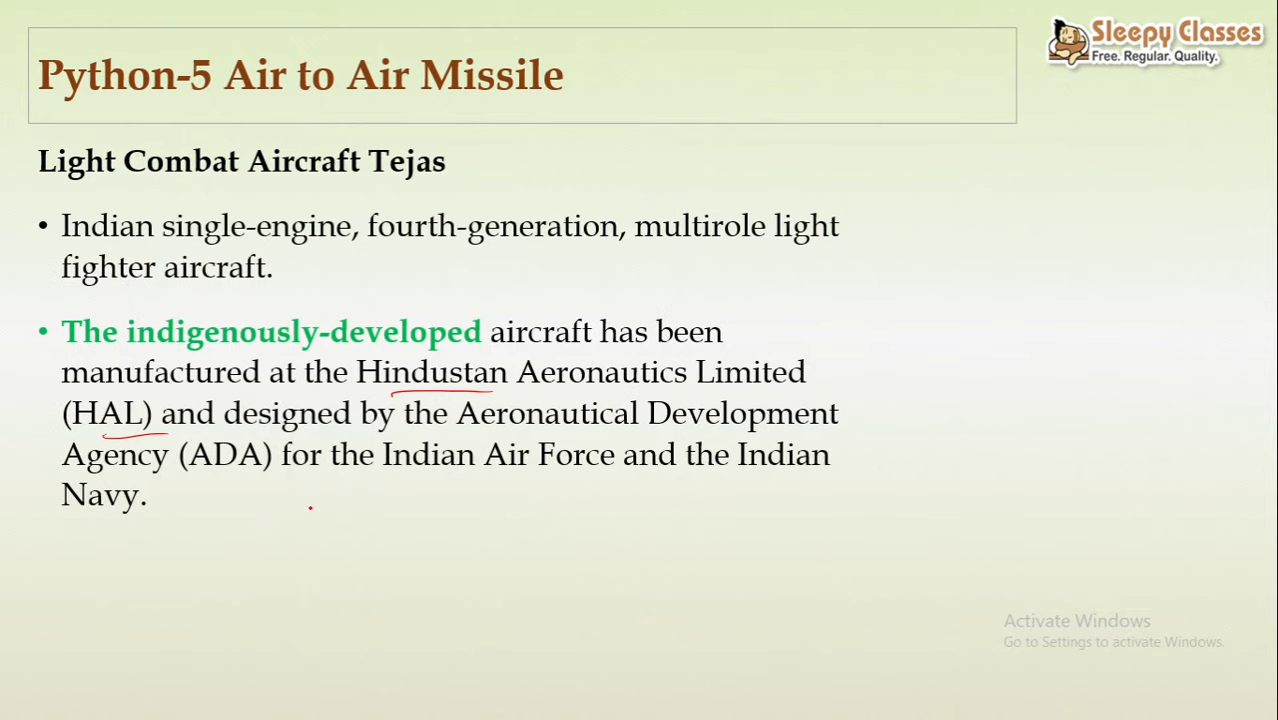 Sleepy Classes
Free. Regular. Quality.
Python-5 Air to Air Missile
Light Combat Aircraft Tejas
• Indian single-engine, fourth-generation, multirole light
fighter aircraft.
• The indigenously-developed aircraft has been
manufactured at the Hindustan Aeronautics Limited
(HAL) and designed by the Aeronautical Development
Agency (ADA) for the Indian Air Force and the Indian
Navy.
Activate Windows
Go to Settings to activate Windows.